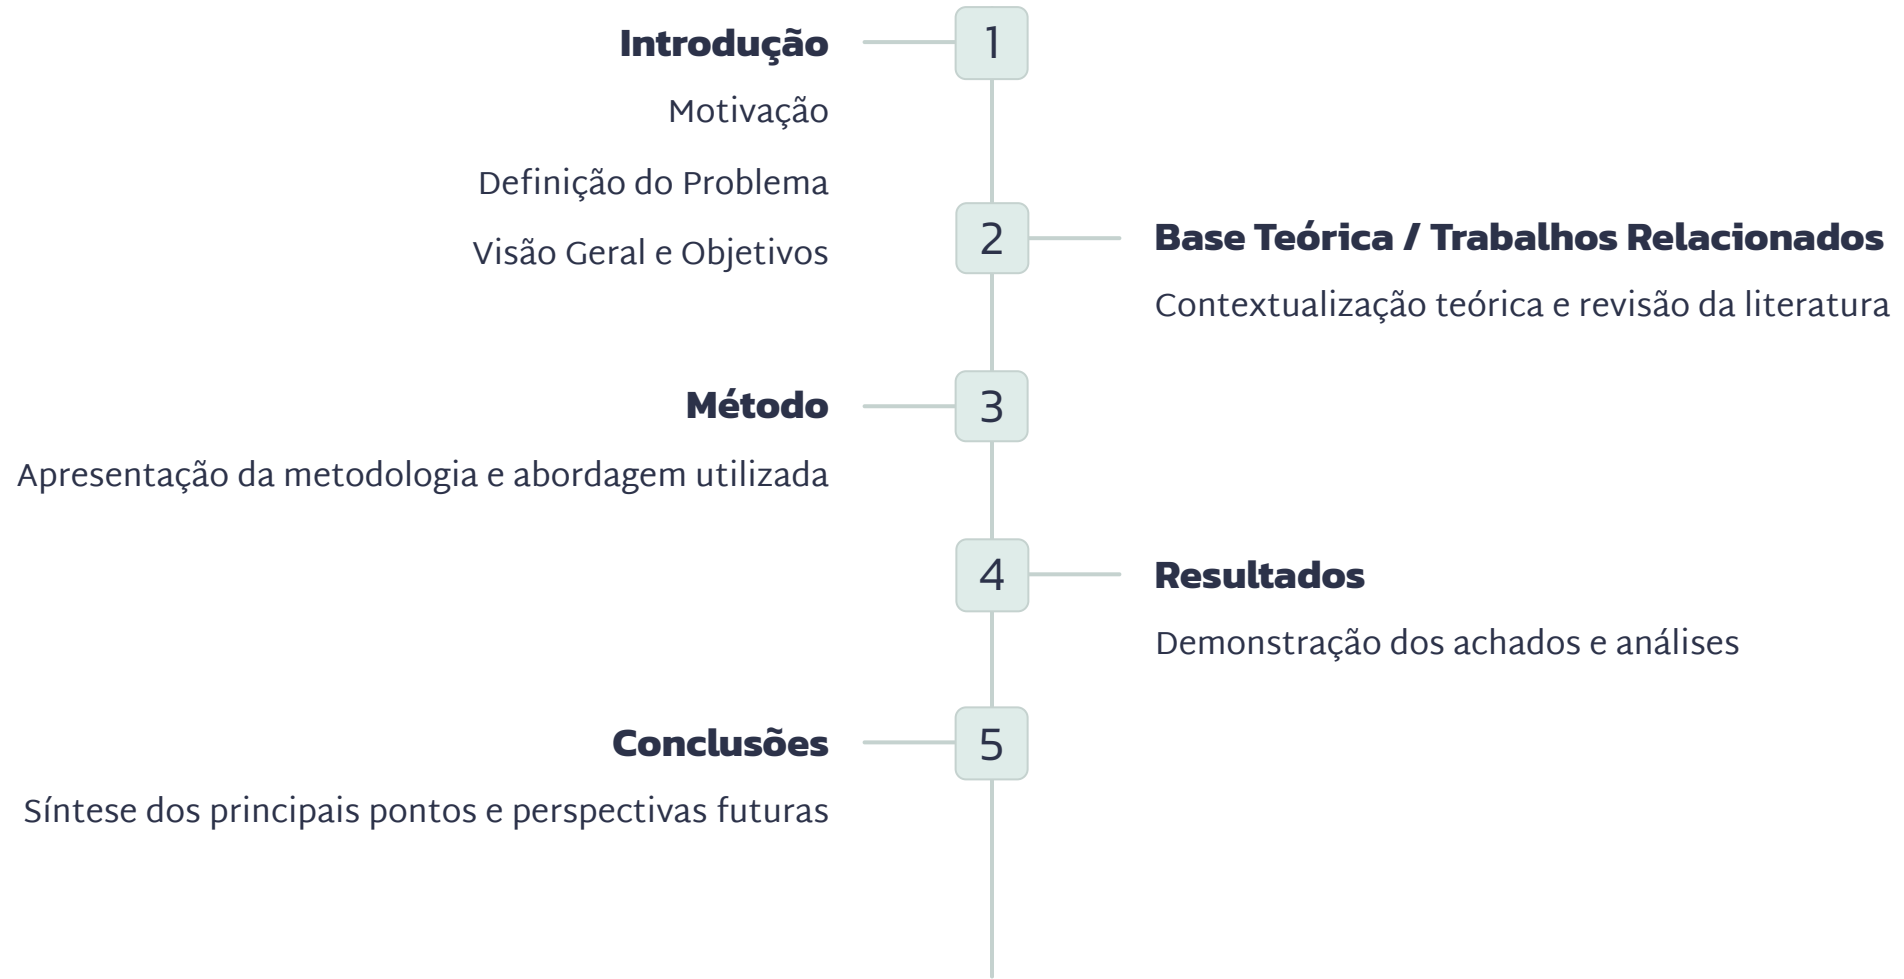 1
Introdução
Motivação
Definição do Problema
Visão Geral e Objetivos
2
Base Teórica / Trabalhos Relacionados
Contextualização teórica e revisão da literatura
3
Método
Apresentação da metodologia e abordagem utilizada
4
Resultados
Demonstração dos achados e análises
5
Conclusões
Síntese dos principais pontos e perspectivas futuras